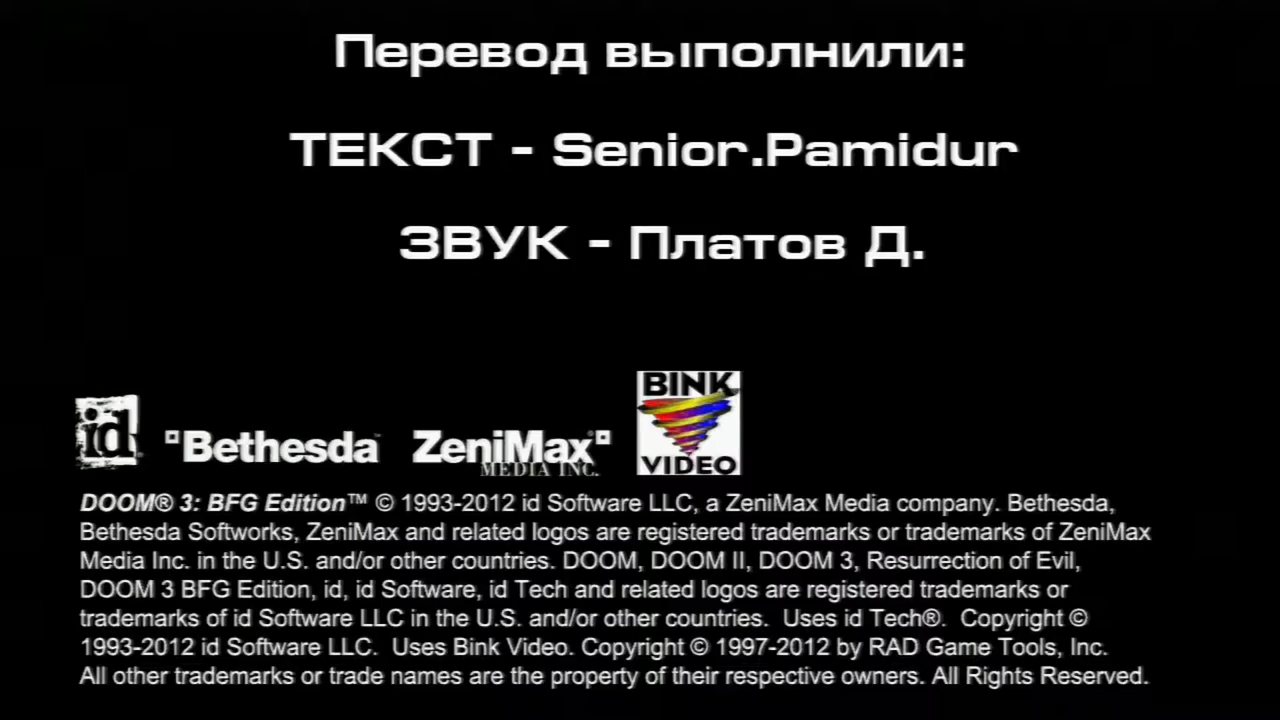 Перевод выполнили:
ТЕКСТ - Senior.Pamidur
ЗВУК - Платов Д.
id
Bethesda™
ZeniMax®
MEDIA INC.
BINK
VIDEO
DOOM® 3: BFG Edition™ © 1993-2012 id Software LLC, a ZeniMax Media company. Bethesda,
Bethesda Softworks, ZeniMax and related logos are registered trademarks or trademarks of ZeniMax
Media Inc. in the U.S. and/or other countries. DOOM, DOOM II, DOOM 3, Resurrection of Evil,
DOOM 3 BFG Edition, id, id Software, id Tech and related logos are registered trademarks or
trademarks of id Software LLC in the U.S. and/or other countries.  Uses id Tech®.  Copyright ©
1993-2012 id Software LLC.  Uses Bink Video. Copyright © 1997-2012 by RAD Game Tools, Inc.
All other trademarks or trade names are the property of their respective owners. All Rights Reserved.